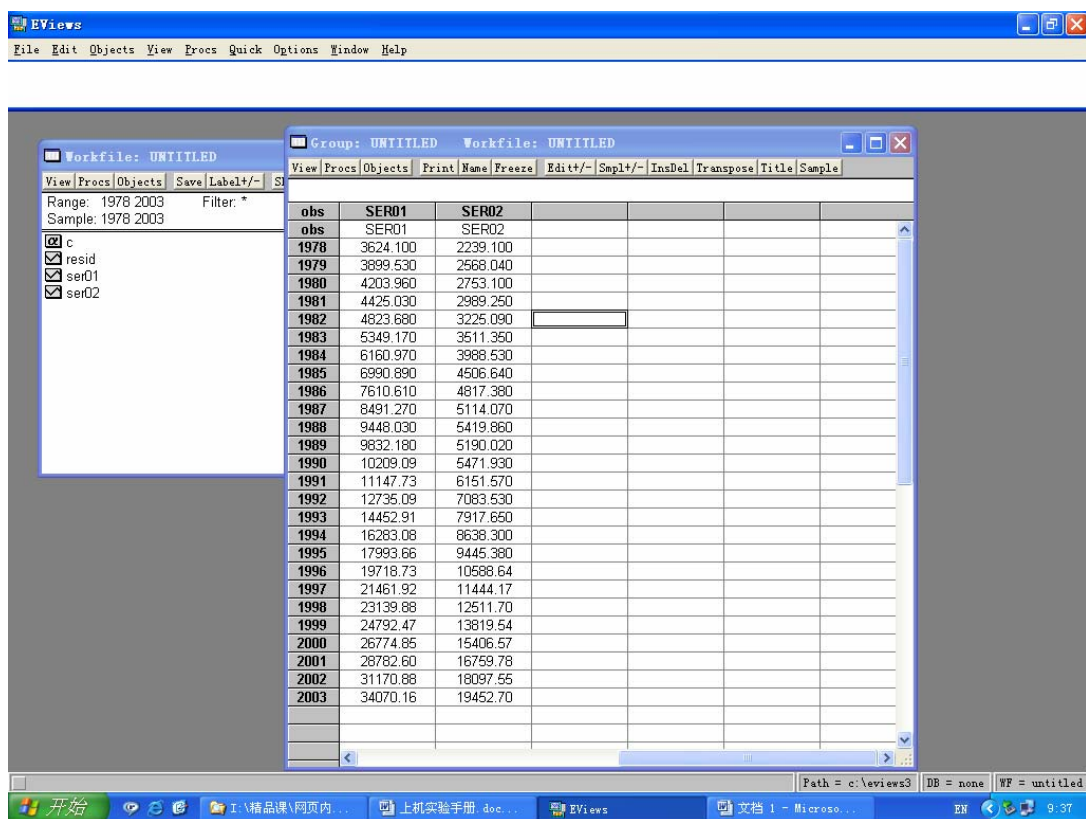 EViews
File Edit Objects View Procs Quick Options Window Help
Workfile: UNTITLED
View Procs Objects Save Label+/-
Range: 1978 2003 Filter: *
Sample: 1978 2003
c
resid
ser01
ser02
Group: UNTITLED Workfile: UNTITLED
View Procs Objects Print Name Freeze Edit+/- Smpl+/- InsDel Transpose Title Sample
obs SER01 SER02
obs SER01 SER02
1978 3624.100 2239.100
1979 3899.530 2568.040
1980 4203.960 2753.100
1981 4425.030 2989.250
1982 4823.680 3225.090
1983 5349.170 3511.350
1984 6160.970 3988.530
1985 6990.890 4506.640
1986 7610.610 4817.380
1987 8491.270 5114.070
1988 9448.030 5419.860
1989 9832.180 5190.020
1990 10209.09 5471.930
1991 11147.73 6151.570
1992 12735.09 7083.530
1993 14452.91 7917.650
1994 16283.08 8638.300
1995 17993.66 9445.380
1996 19718.73 10588.64
1997 21461.92 11444.17
1998 23139.88 12511.70
1999 24792.47 13819.54
2000 26774.85 15406.57
2001 28782.60 16759.78
2002 31170.88 18097.55
2003 34070.16 19452.70
Path = c:\eviews3 DB = none WF = untitled
开始 I:\精品课\网页内... 上机实验手册.doc... EViews 文档 1 - Microso... EN 9:37